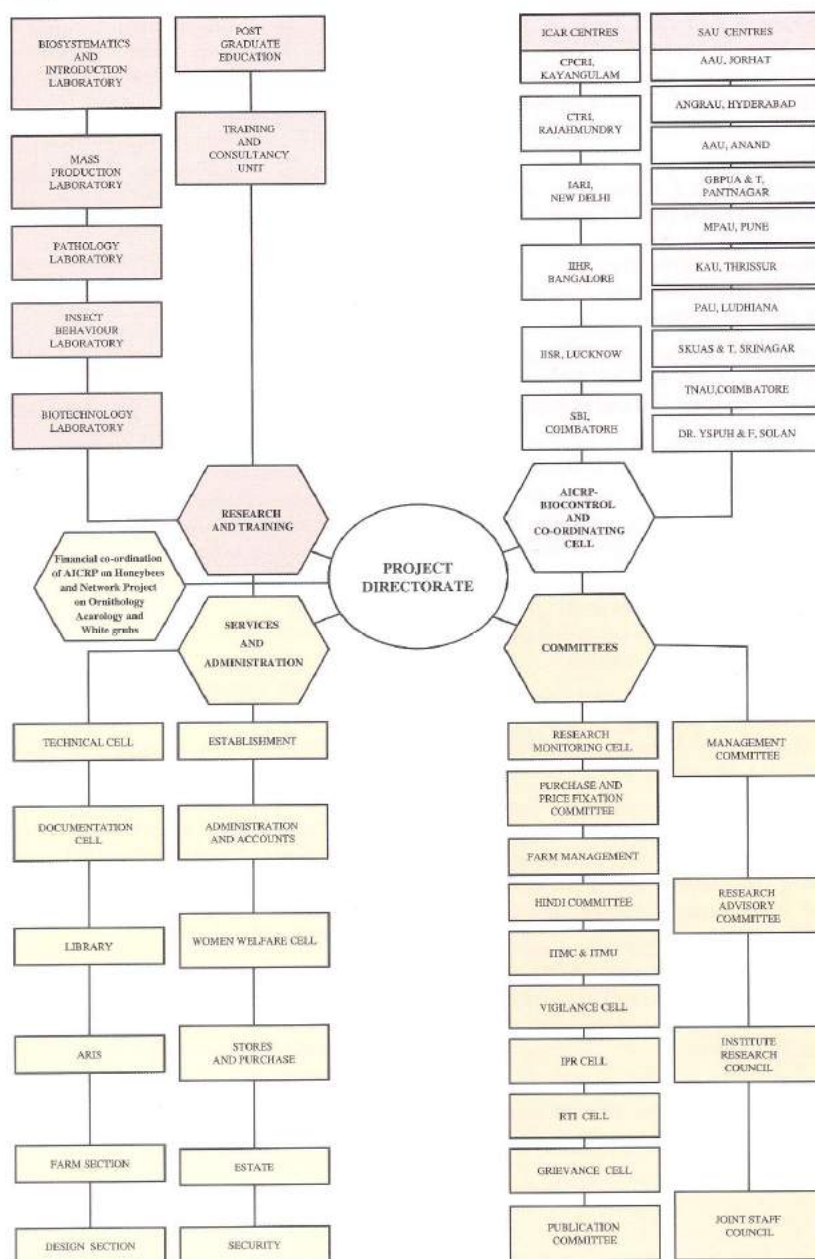 BIOSYSTEMATICS
AND
INTRODUCTION
LABORATORY
MASS
PRODUCTION
LABORATORY
PATHOLOGY
LABORATORY
INSECT
BEHAVIOUR
LABORATORY
BIOTECHNOLOGY
LABORATORY
POST
GRADUATE
EDUCATION
TRAINING
AND
CONSULTANCY
UNIT
ICAR CENTRES
CPCRI,
KAYANGULAM
CTRI,
RAJAHMUNDRY
IARI,
NEW DELHI
IIHR,
BANGALORE
IISR, LUCKNOW
SBI,
COIMBATORE
SAU CENTRES
AAU, JORHAT
ANGRAU, HYDERABAD
AAU, ANAND
GBPUA & T,
PANTNAGAR
MPAU, PUNE
KAU, THRISSUR
PAU, LUDHIANA
SKUAS & T, SRINAGAR
TNAU,COIMBATORE
DR. YSPUH & F, SOLAN
RESEARCH
AND TRAINING
AICRP-
BIOCONTROL
AND
CO-ORDINATING
CELL
PROJECT
DIRECTORATE
Financial co-ordination
of AICRP on Honeybees
and Network Project
on Ornithology
Acarology and
White grubs
SERVICES
AND
ADMINISTRATION
COMMITTEES
TECHNICAL CELL
DOCUMENTATION
CELL
LIBRARY
ARIS
FARM SECTION
DESIGN SECTION
ESTABLISHMENT
ADMINISTRATION
AND ACCOUNTS
WOMEN WELFARE CELL
STORES
AND PURCHASE
ESTATE
SECURITY
RESEARCH
MONITORING CELL
PURCHASE AND
PRICE FIXATION
COMMITTEE
FARM MANAGEMENT
HINDI COMMITTEE
ITMC & ITMU
VIGILANCE CELL
IPR CELL
RTI CELL
GRIEVANCE CELL
PUBLICATION
COMMITTEE
MANAGEMENT
COMMITTEE
RESEARCH
ADVISORY
COMMITTEE
INSTITUTE
RESEARCH
COUNCIL
JOINT STAFF
COUNCIL